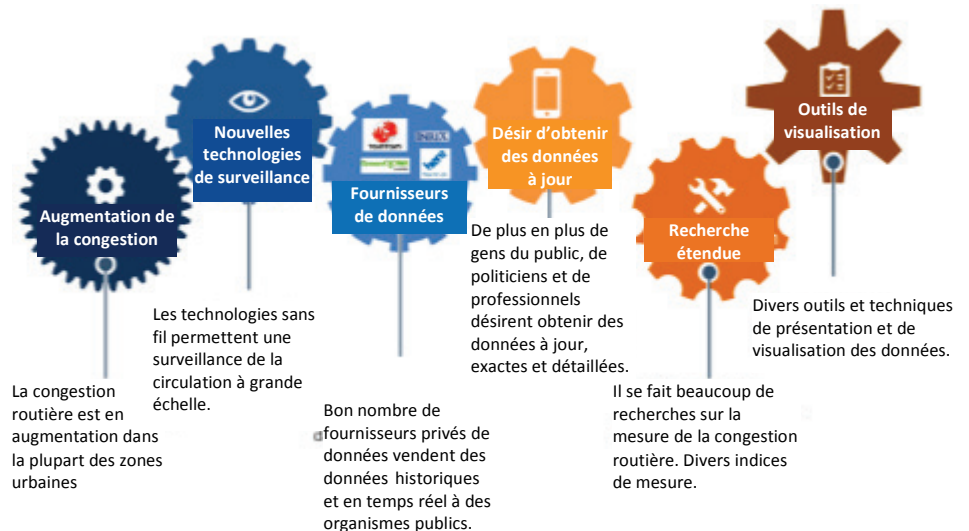 Augmentation de
la congestion
La congestion
routière est en
augmentation dans
la plupart des zones
urbaines
Nouvelles
technologies
de surveillance
Les technologies sans
fil permettent une
surveillance de la
circulation à grande
échelle.
TOMTOM
INRIX
Fournisseurs
de données
Bon nombre de
fournisseurs privés de
données vendent des
données historiques
et en temps réel à des
organismes publics.
Désir d'obtenir
des données
à jour
De plus en plus de
gens du public, de
politiciens et de
professionnels
désirent obtenir des
données à jour,
exactes et détaillées.
Recherche
étendue
Il se fait beaucoup de
recherches sur la
mesure de la congestion
routière. Divers indices
de mesure.
Outils de
visualisation
Divers outils et techniques
de présentation et de
visualisation des données.